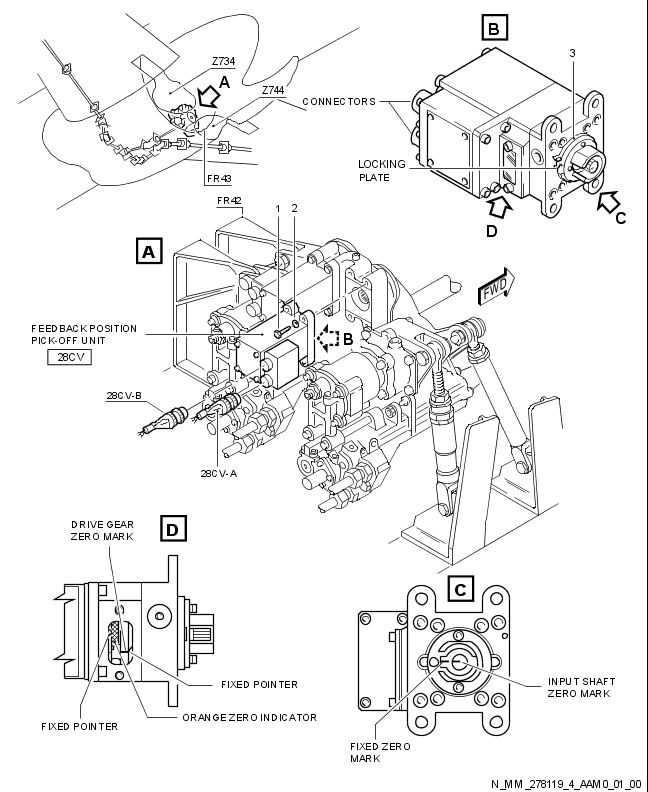 B
Z734
A
3
Z744
CONNECTORS
LOCKING
PLATE
FR43
C
D
FR42
1 2
A
FWD
FEEDBACK POSITION
PICK-OFF UNIT
28CV
B
28CV-B
28CV-A
DRIVE GEAR
ZERO MARK
D
C
FIXED POINTER
INPUT SHAFT
ZERO MARK
ORANGE ZERO INDICATOR
FIXED POINTER
FIXED ZERO
MARK
N_MM_278119_4_AAM0_01_00